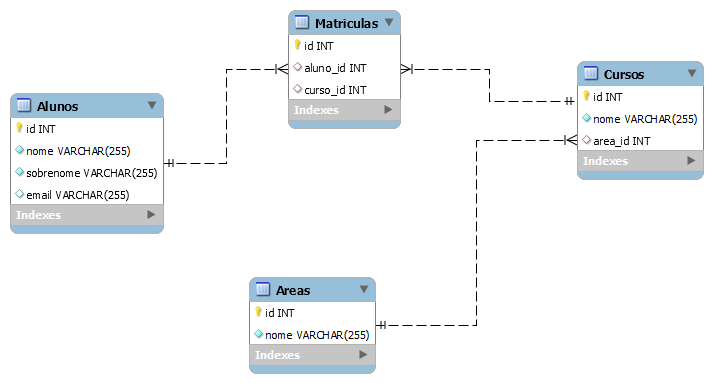 Matriculas
id INT
aluno_id INT
curso_id INT
Indexes
Cursos
id INT
nome VARCHAR(255)
area_id INT
Indexes
Alunos
id INT
nome VARCHAR(255)
sobrenome VARCHAR(255)
email VARCHAR(255)
Indexes
Areas
id INT
nome VARCHAR(255)
Indexes